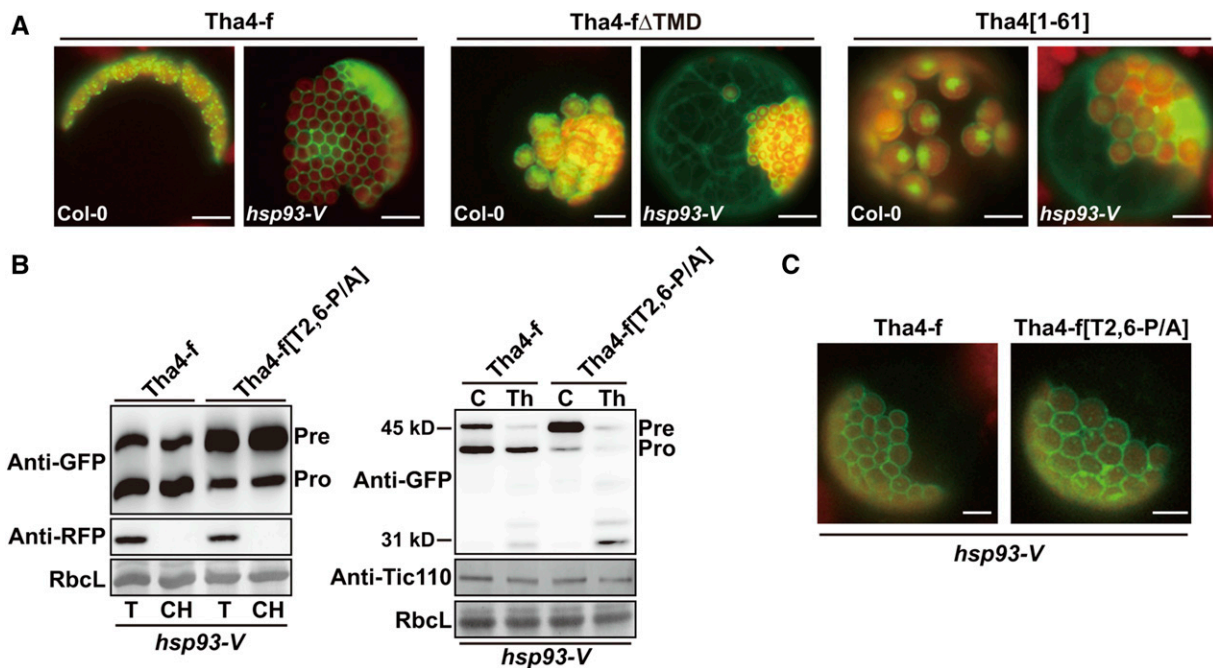 A
Tha4-f
Tha4-fΔTMD
Tha4[1-61]
Col-0
hsp93-V
Col-0
hsp93-V
Col-0
hsp93-V
B
Tha4-f
Tha4-f[T2,6-P/A]
Anti-GFP
Pre
Pro
Anti-RFP
RbcL
T CH T CH
hsp93-V
Tha4-f
Tha4-f[T2,6-P/A]
C Th C Th
45 kD
Pre
Pro
Anti-GFP
31 kD
Anti-Tic110
RbcL
hsp93-V
C
Tha4-f
Tha4-f[T2,6-P/A]
hsp93-V